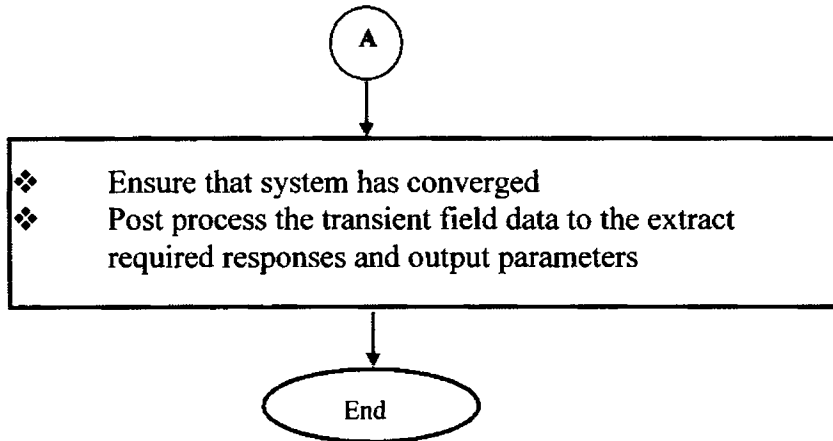 A
❖ Ensure that system has converged
❖ Post process the transient field data to the extract
required responses and output parameters
End